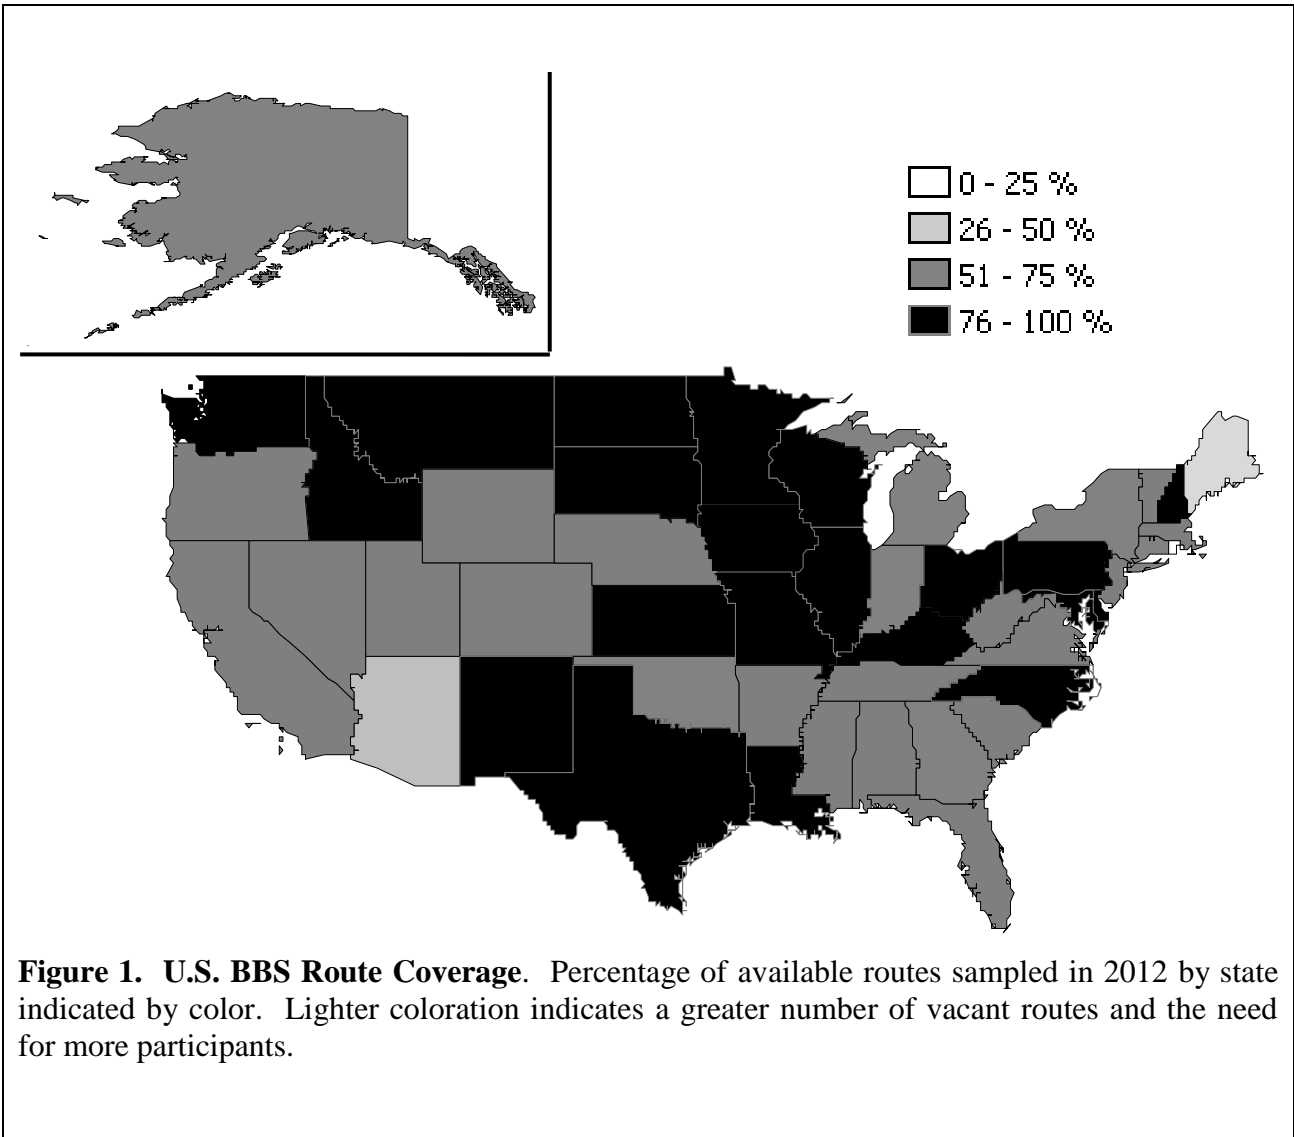 0 - 25 %
26 - 50 %
51 - 75 %
76 - 100 %
Figure 1. U.S. BBS Route Coverage. Percentage of available routes sampled in 2012 by state
indicated by color. Lighter coloration indicates a greater number of vacant routes and the need
for more participants.